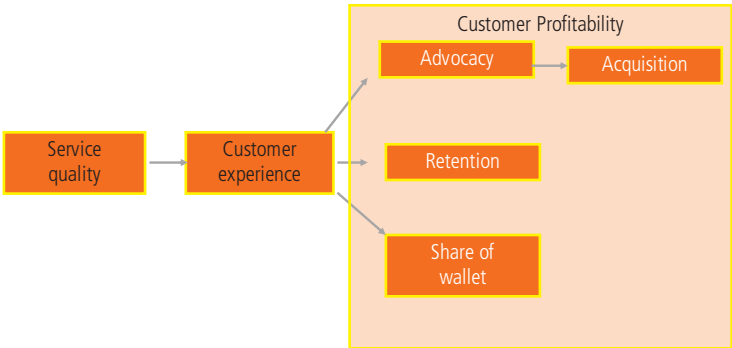 Customer Profitability
Advocacy
Acquisition
Service
quality
Customer
experience
Retention
Share of
wallet